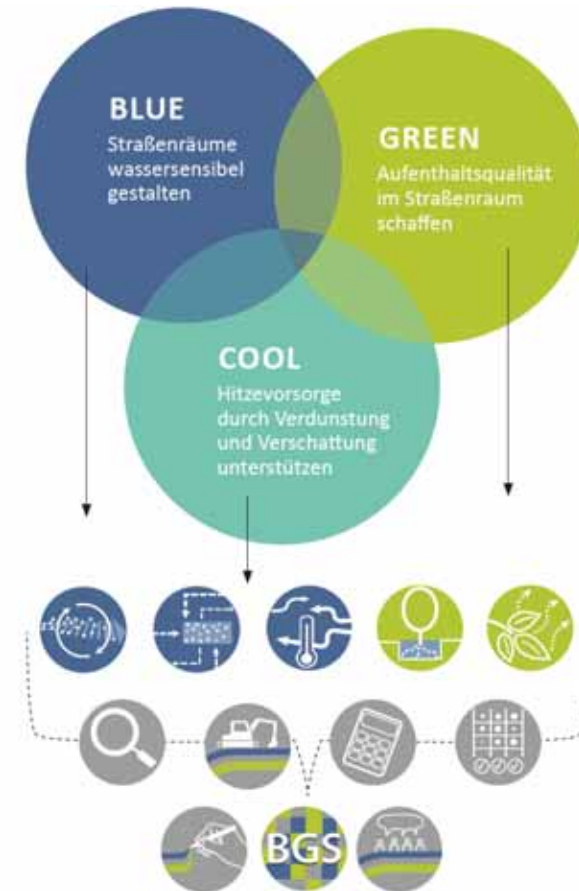 BLUE
Straßenräume
wassersensibel
gestalten
GREEN
Aufenthaltsqualität
im Straßenraum
schaffen
COOL
Hitzevorsorge
durch Verdunstung
und Verschattung
unterstützen
BGS